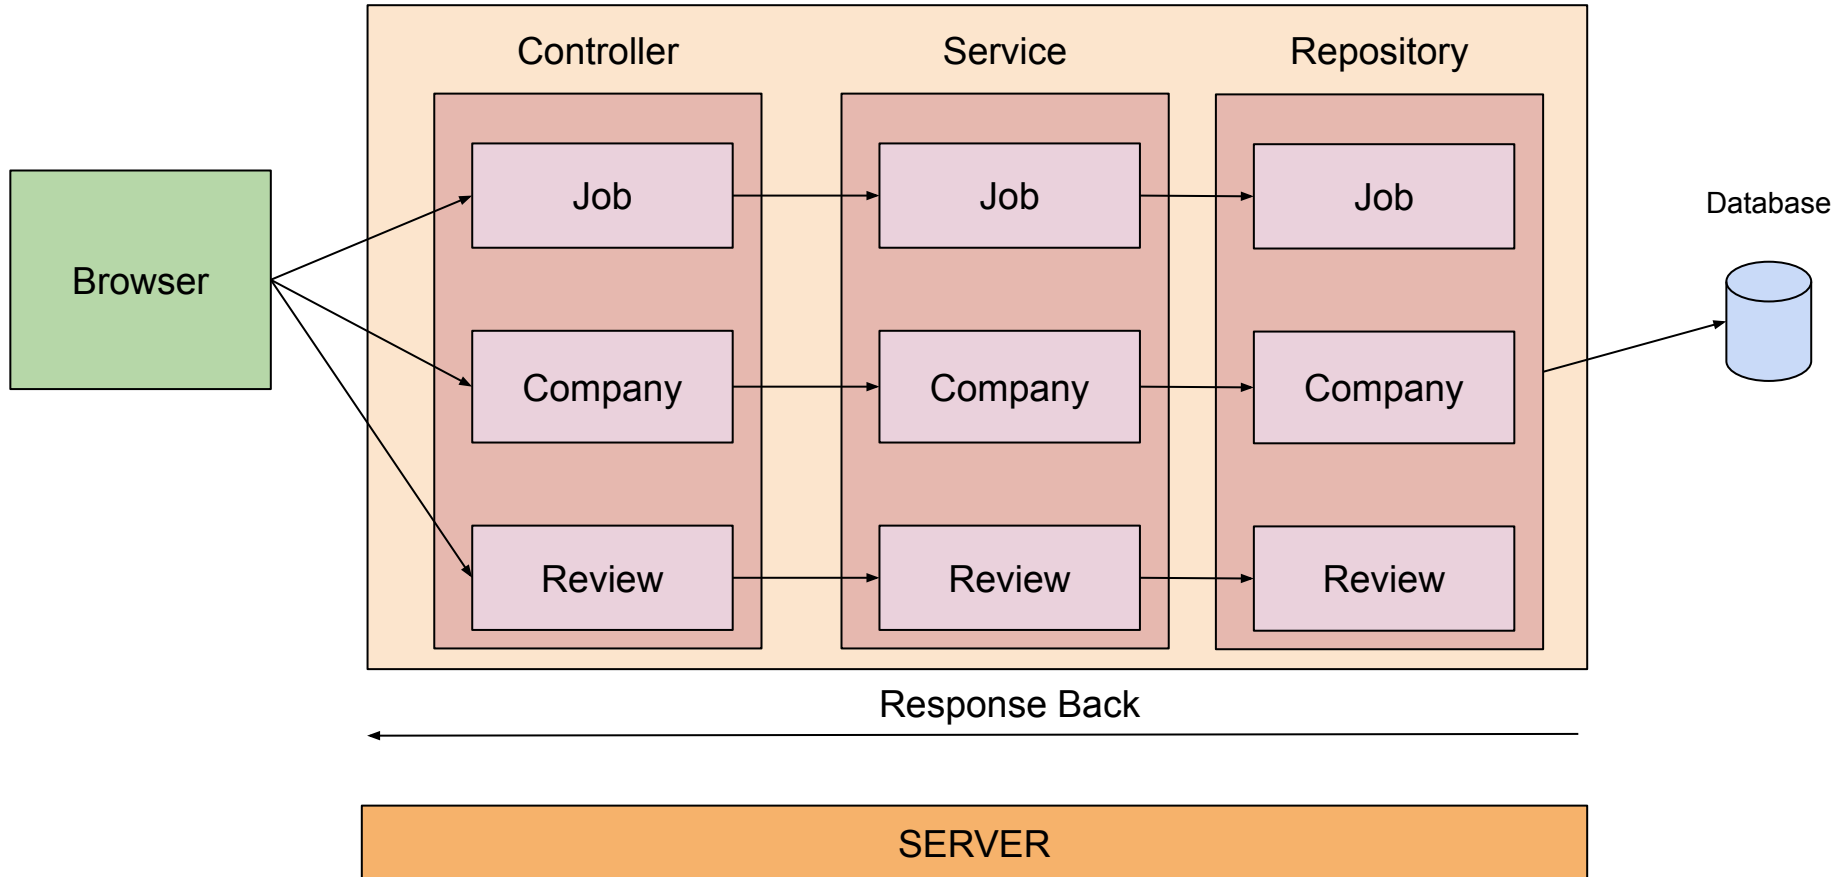 Controller
Service
Repository
Job
Job
Job
Database
Browser
Company
Company
Company
Review
Review
Review
Response Back
SERVER